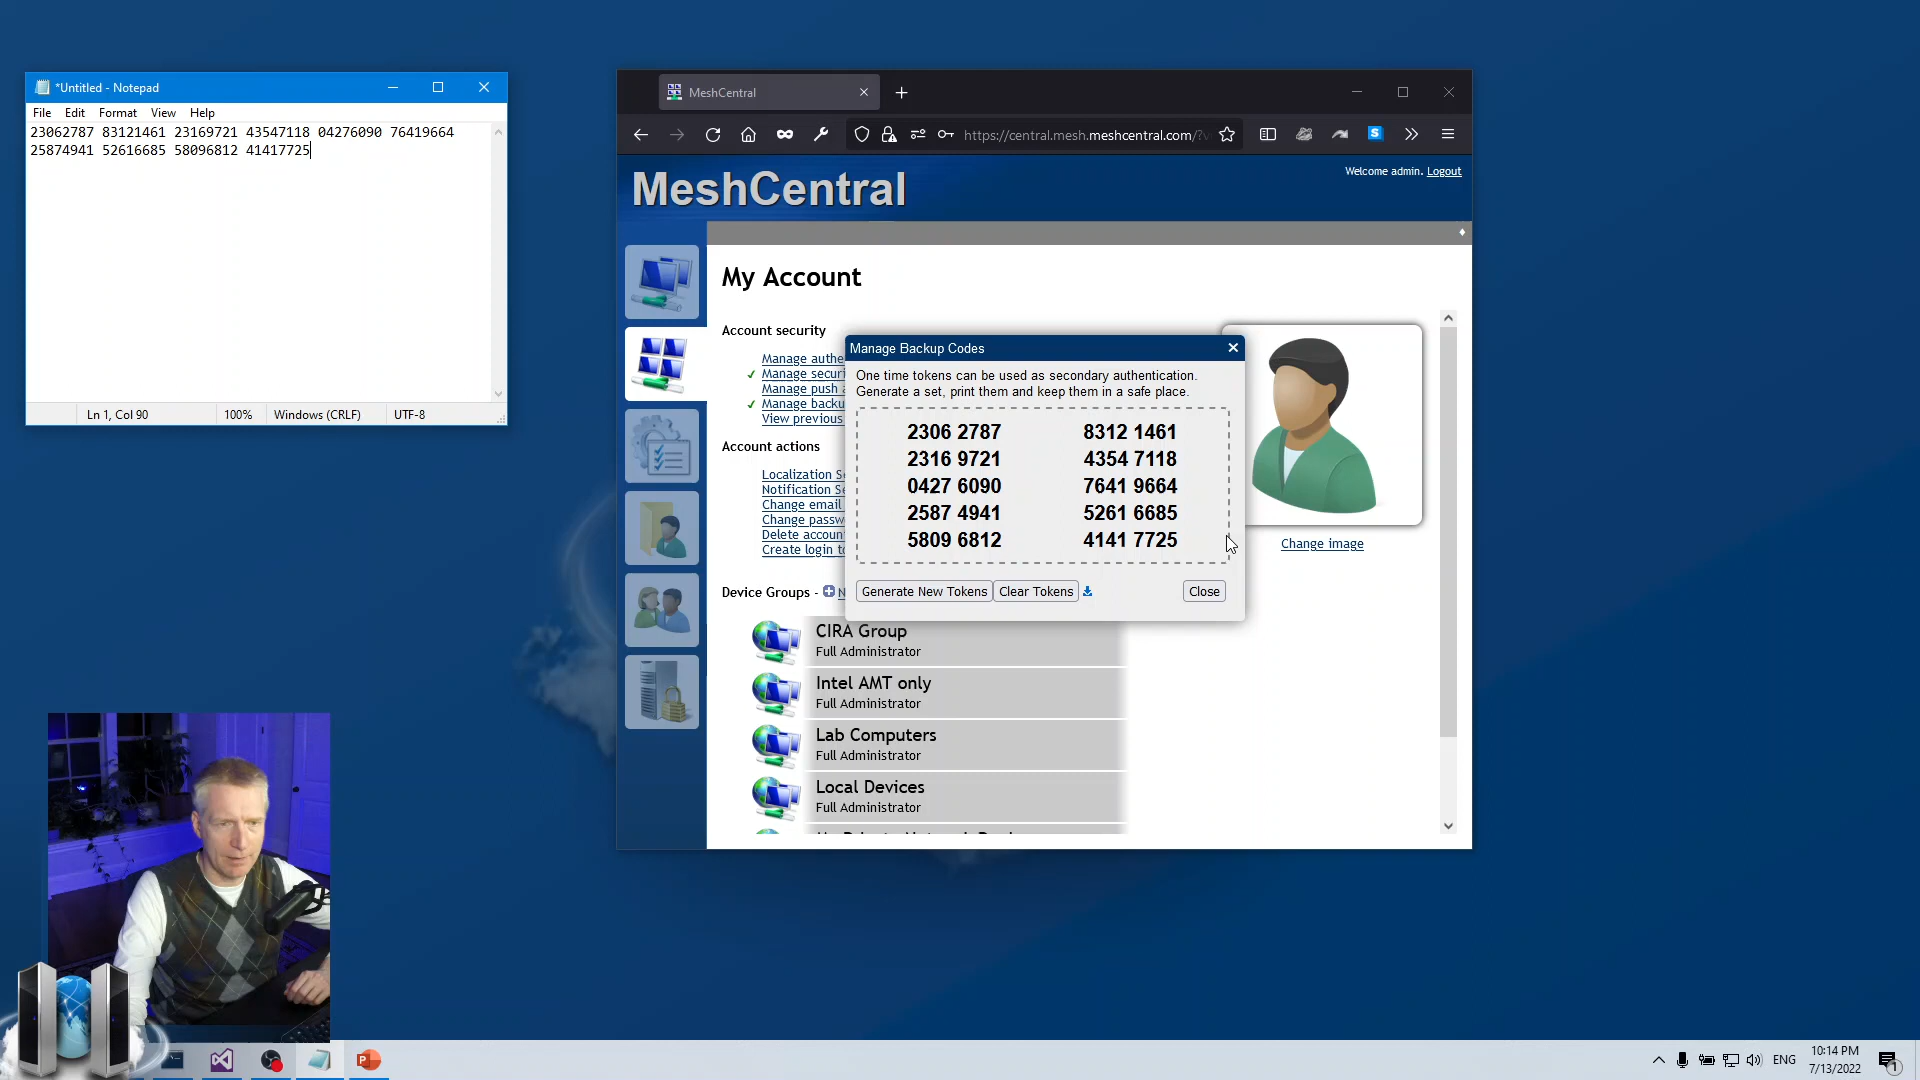 *Untitled - Notepad
File Edit Format View Help
23062787 83121461 23169721 43547118 04276090 76419664
25874941 52616685 58096812 41417725
Ln 1, Col 90 100% Windows (CRLF) UTF-8
MeshCentral
https://central.mesh.meshcentral.com/?v
MeshCentral
Welcome admin. Logout
My Account
Account security
Manage authe
Manage securi
Manage push a
Manage backu
View previous
Account actions
Localization Se
Notification Se
Change email
Change passwo
Delete accoun
Create login to
Manage Backup Codes
One time tokens can be used as secondary authentication.
Generate a set, print them and keep them in a safe place.
2306 2787 8312 1461
2316 9721 4354 7118
0427 6090 7641 9664
2587 4941 5261 6685
5809 6812 4141 7725
Generate New Tokens Clear Tokens Close
Change image
Device Groups - N
CIRA Group
Full Administrator
Intel AMT only
Full Administrator
Lab Computers
Full Administrator
Local Devices
Full Administrator
ENG
10:14 PM
7/13/2022
1